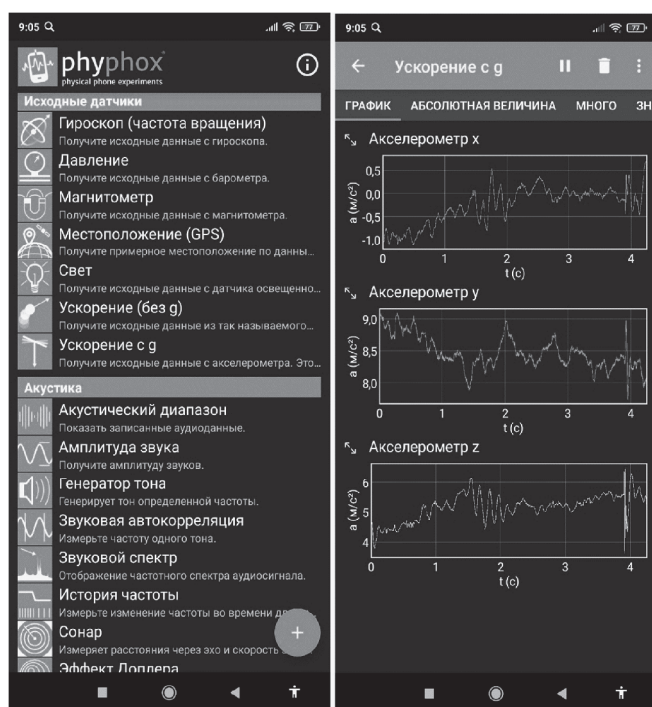 9:05
77
phyphox
physical phone experiments
Исходные датчики
Гироскоп (частота вращения)
Получите исходные данные с гироскопа.
Давление
Получите исходные данные с барометра.
Магнитометр
Получите исходные данные с магнитометра.
Местоположение (GPS)
Получите примерное местоположение по данны...
Свет
Получите исходные данные с датчика освещенно...
Ускорение (без g)
Получите исходные данные из так называемого...
Ускорение с g
Получите исходные данные с акселерометра. Это...
Акустика
Акустический диапазон
Показать записанные аудиоданные.
Амплитуда звука
Получите амплитуду звуков.
Генератор тона
Генерирует тон определенной частоты.
Звуковая автокорреляция
Измерьте частоту одного тона.
Звуковой спектр
Отображение частотного спектра аудиосигнала.
История частоты
Измерьте изменение частоты во времени
Сонар
Измеряет расстояния через эхо и скорость
+
Эффект Доплера
9:05
77
Ускорение с g
ГРАФИК АБСОЛЮТНАЯ ВЕЛИЧИНА МНОГО ЗН
Акселерометр x
a (м/с²)
0,5
0,0
-0,5
-1.0
0 1 2 3 4
t (c)
Акселерометр y
a (м/с²)
9,0
8,5
8,0
0 1 2 3 4
t (c)
Акселерометр z
a (м/с²)
6
5
4
0 1 2 3 4
t (c)